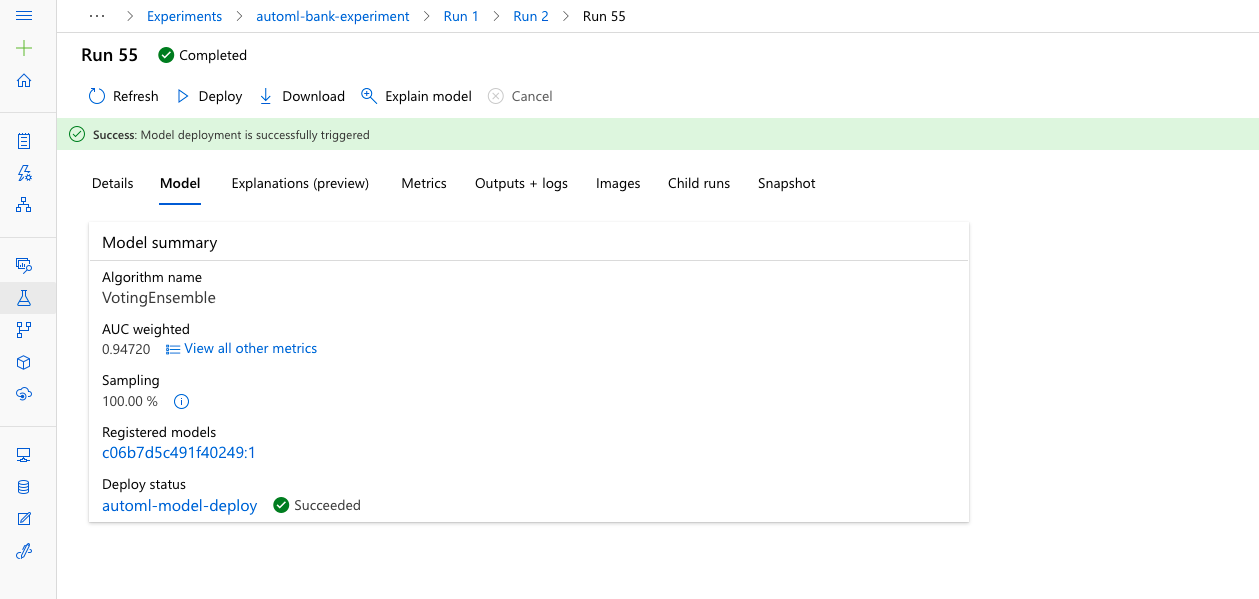 ··· > Experiments > automl-bank-experiment > Run 1 > Run 2 > Run 55
Run 55 Completed
Refresh Deploy Download Explain model Cancel
Success: Model deployment is successfully triggered
Details Model Explanations (preview) Metrics Outputs + logs Images Child runs Snapshot
Model summary
Algorithm name
VotingEnsemble
AUC weighted
0.94720 View all other metrics
Sampling
100.00 %
Registered models
c06b7d5c491f40249:1
Deploy status
automl-model-deploy Succeeded